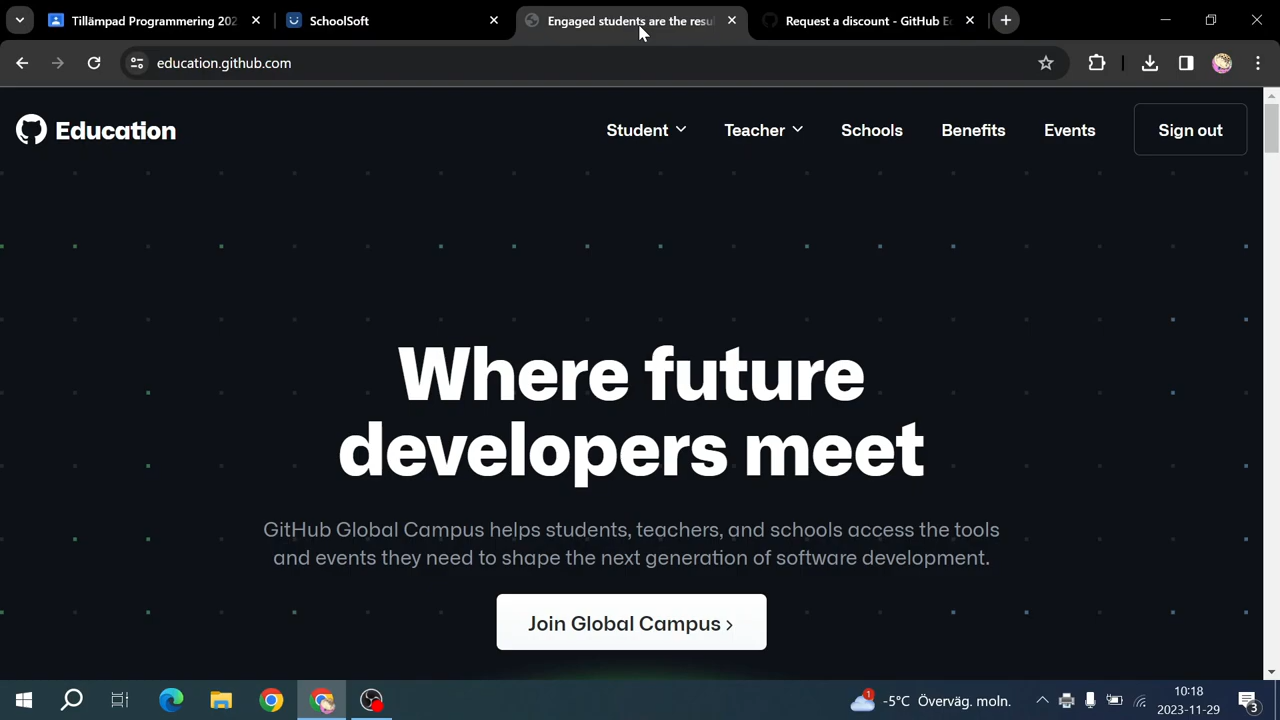 Tillämpad Programmering 202
SchoolSoft
Engaged students are the resu
Request a discount - GitHub E
education.github.com
Education
Student
Teacher
Schools
Benefits
Events
Sign out
Where future
developers meet
GitHub Global Campus helps students, teachers, and schools access the tools
and events they need to shape the next generation of software development.
Join Global Campus ›
1
-5°C Överväg. moln.
10:18
2023-11-29
3